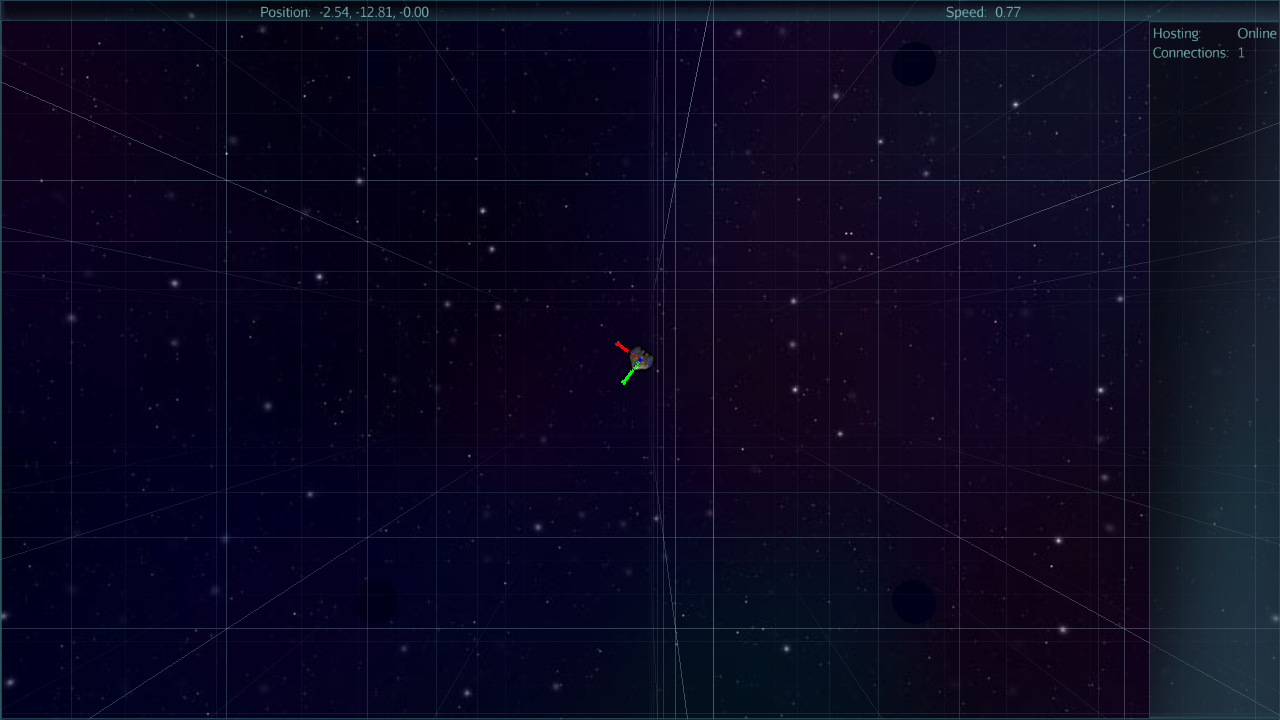 Position: -2.54, -12.81, -0.00
Speed: 0.77
Hosting: Online
Connections: 1